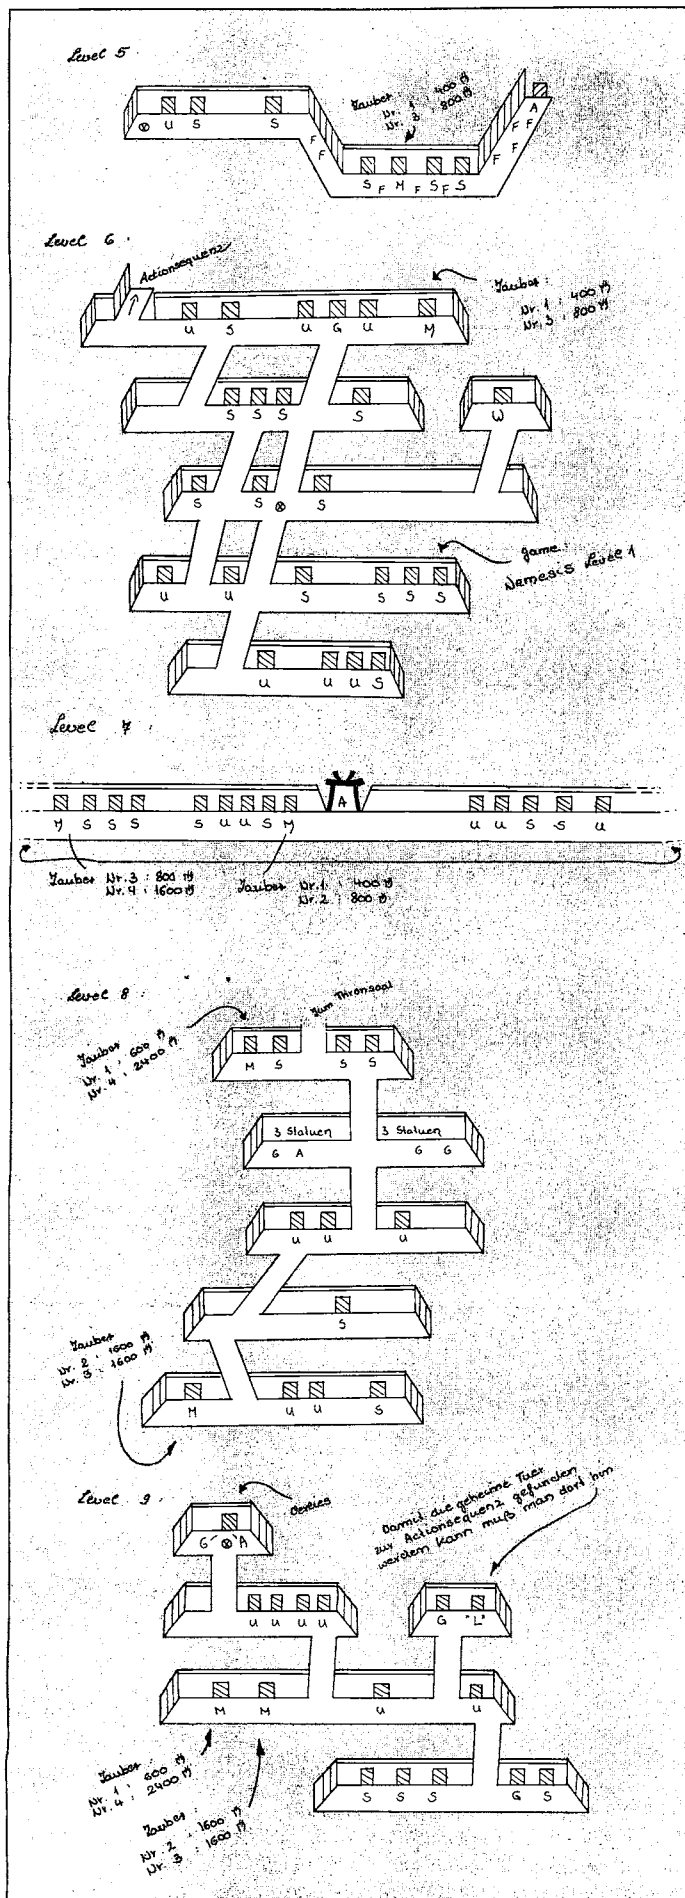 Level 5
Zauber
Nr. 1 : 400
Nr. 3 : 800
A
U S S
F
F
F
F
F
F
F
S F M F S F S
Level 6
Actionsequenz
Zauber :
Nr. 1 : 400
Nr. 3 : 800
U S U G U M
S S S S W
S S S
Game :
Nemesis Level 1
U U S S S S
U U U S
Level 7
A
M S S S S U U S M U U S S U
Zauber Nr. 3 : 800
Nr. 4 : 1600
Zauber Nr. 1 : 400
Nr. 2 : 800
Level 8
Zum Thronsaal
Zauber
Nr. 1 : 600
Nr. 4 : 2400
M S S S
3 Statuen 3 Statuen
G A G G
U U U
S
Zauber
Nr. 2 : 1600
Nr. 3 : 1600
M U U S
Level 9
Damit die geheime Tuer
zur Actionsequenz gefunden
werden kann muß man dort hin
G A
U U U U G "L"
M M U U
Zauber :
Nr. 1 : 600
Nr. 4 : 2400
S S S G S
Zauber :
Nr. 2 : 1600
Nr. 3 : 1600